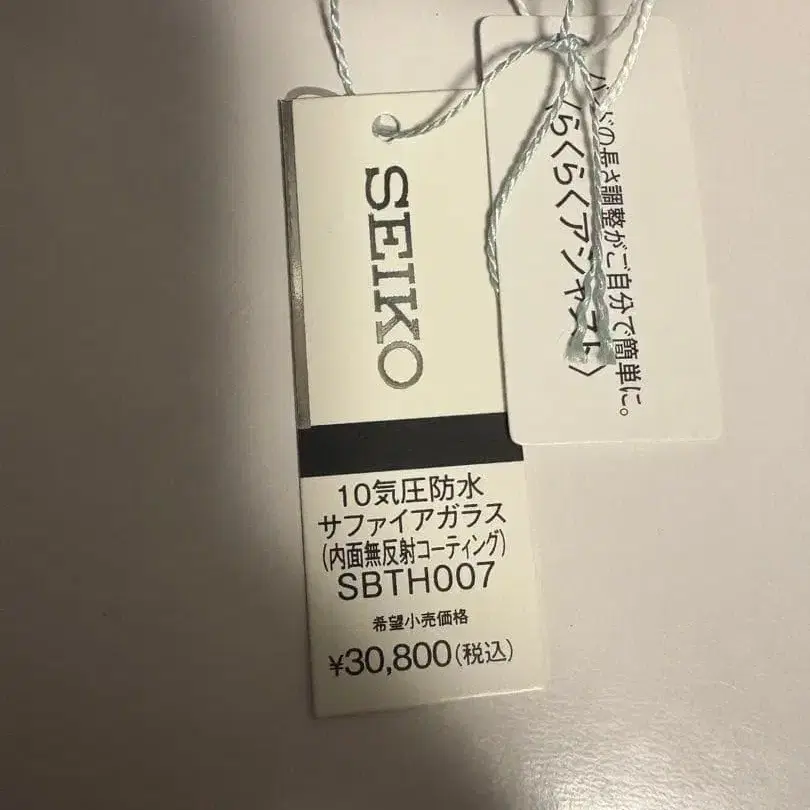 SEIKO
10気圧防水
サファイアガラス
(内面無反射コーティング)
SBTH007
希望小売価格
¥30,800(税込)
バンドの長さ調整がご自分で簡単に。
〈らくらくアジャスト〉